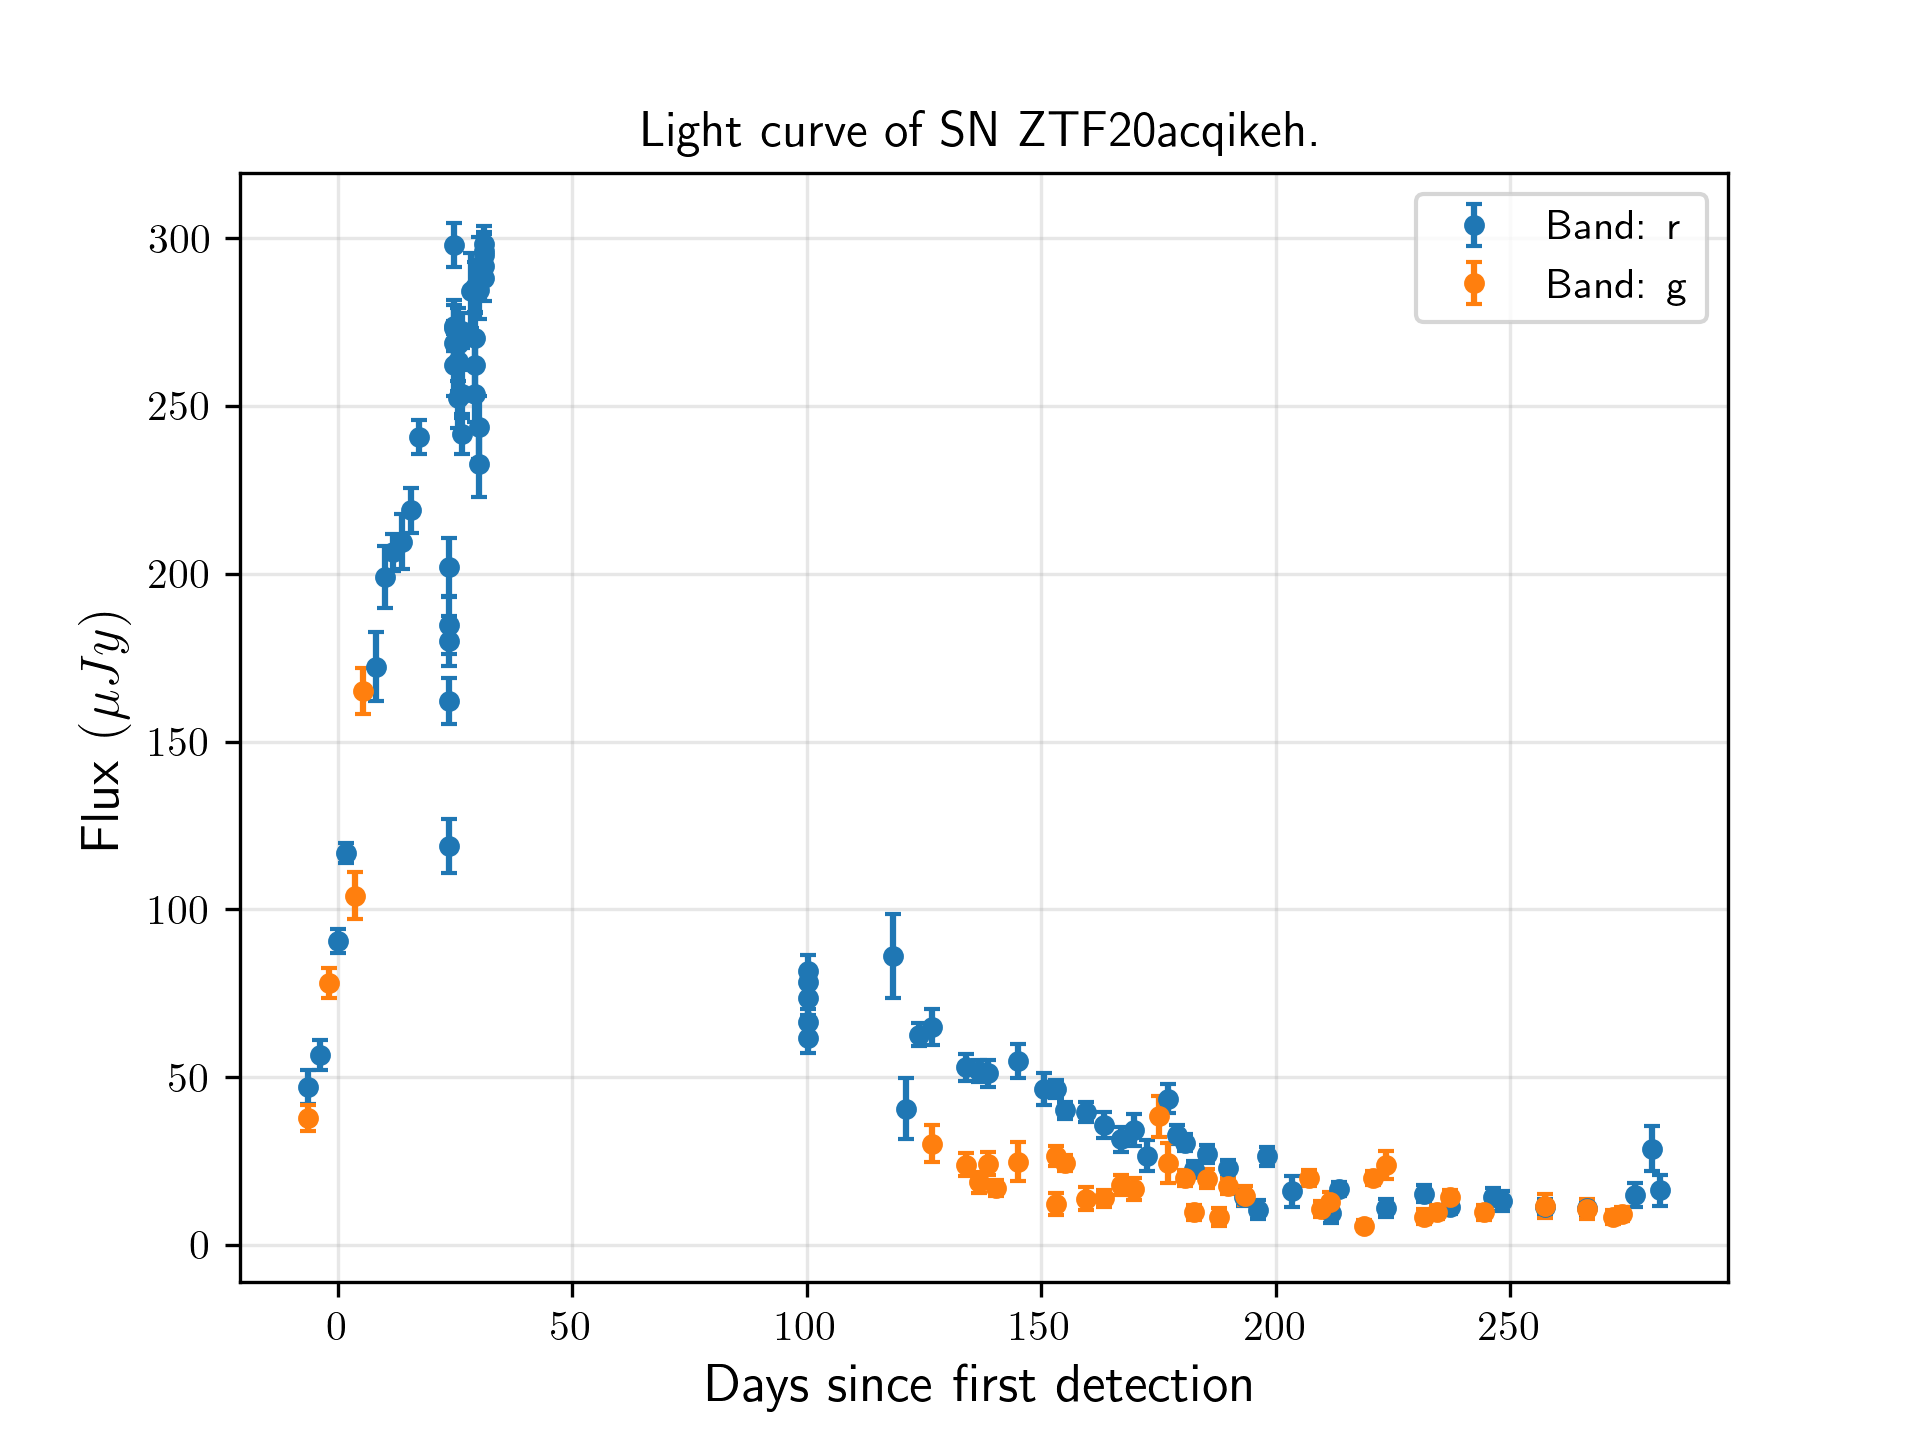 Light curve of SN ZTF20acqikeh.
Band: r
Band: g
Flux (μJy)
300
250
200
150
100
50
0
0 50 100 150 200 250
Days since first detection